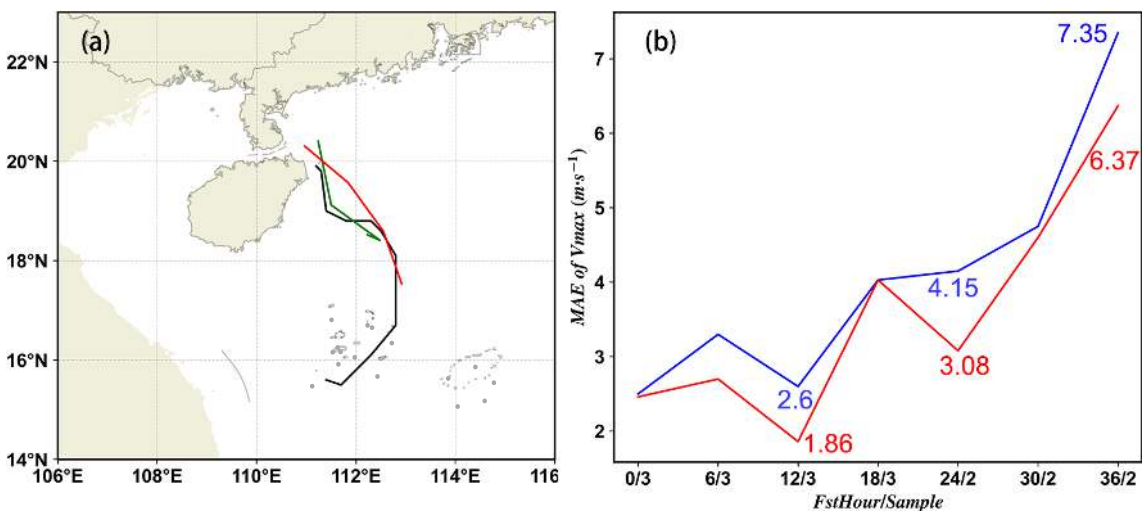 (a)
22°N
20°N
18°N
16°N
14°N
106°E
108°E
110°E
112°E
114°E
116
(b)
MAE of Vmax (m·s⁻¹)
7
6
5
4
3
2
7.35
6.37
4.15
3.08
2.6
1.86
0/3
6/3
12/3
18/3
24/2
30/2
36/2
FstHour/Sample